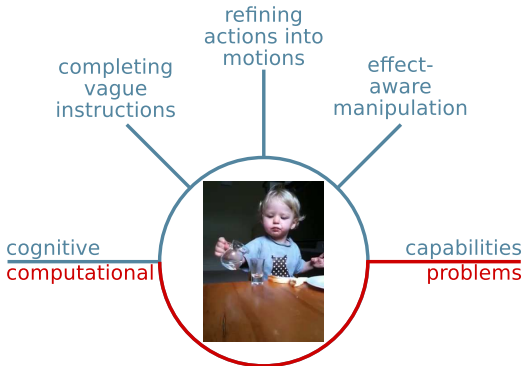 refining
actions into
motions
completing
vague
instructions
effect-
aware
manipulation
cognitive
capabilities
computational
problems